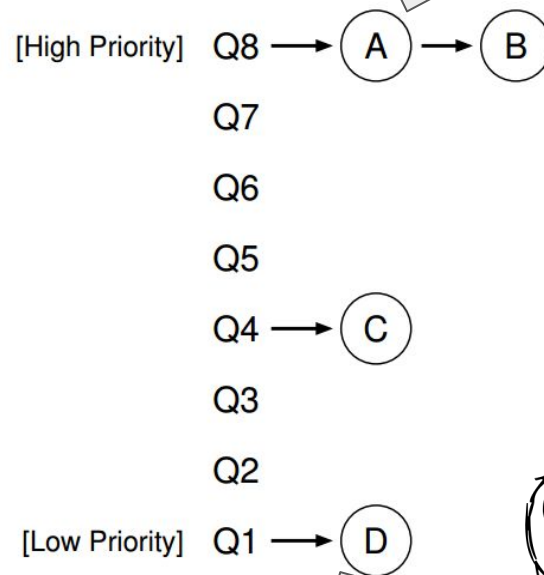 [High Priority] Q8 A B
Q7
Q6
Q5
Q4 C
Q3
Q2
[Low Priority] Q1 D